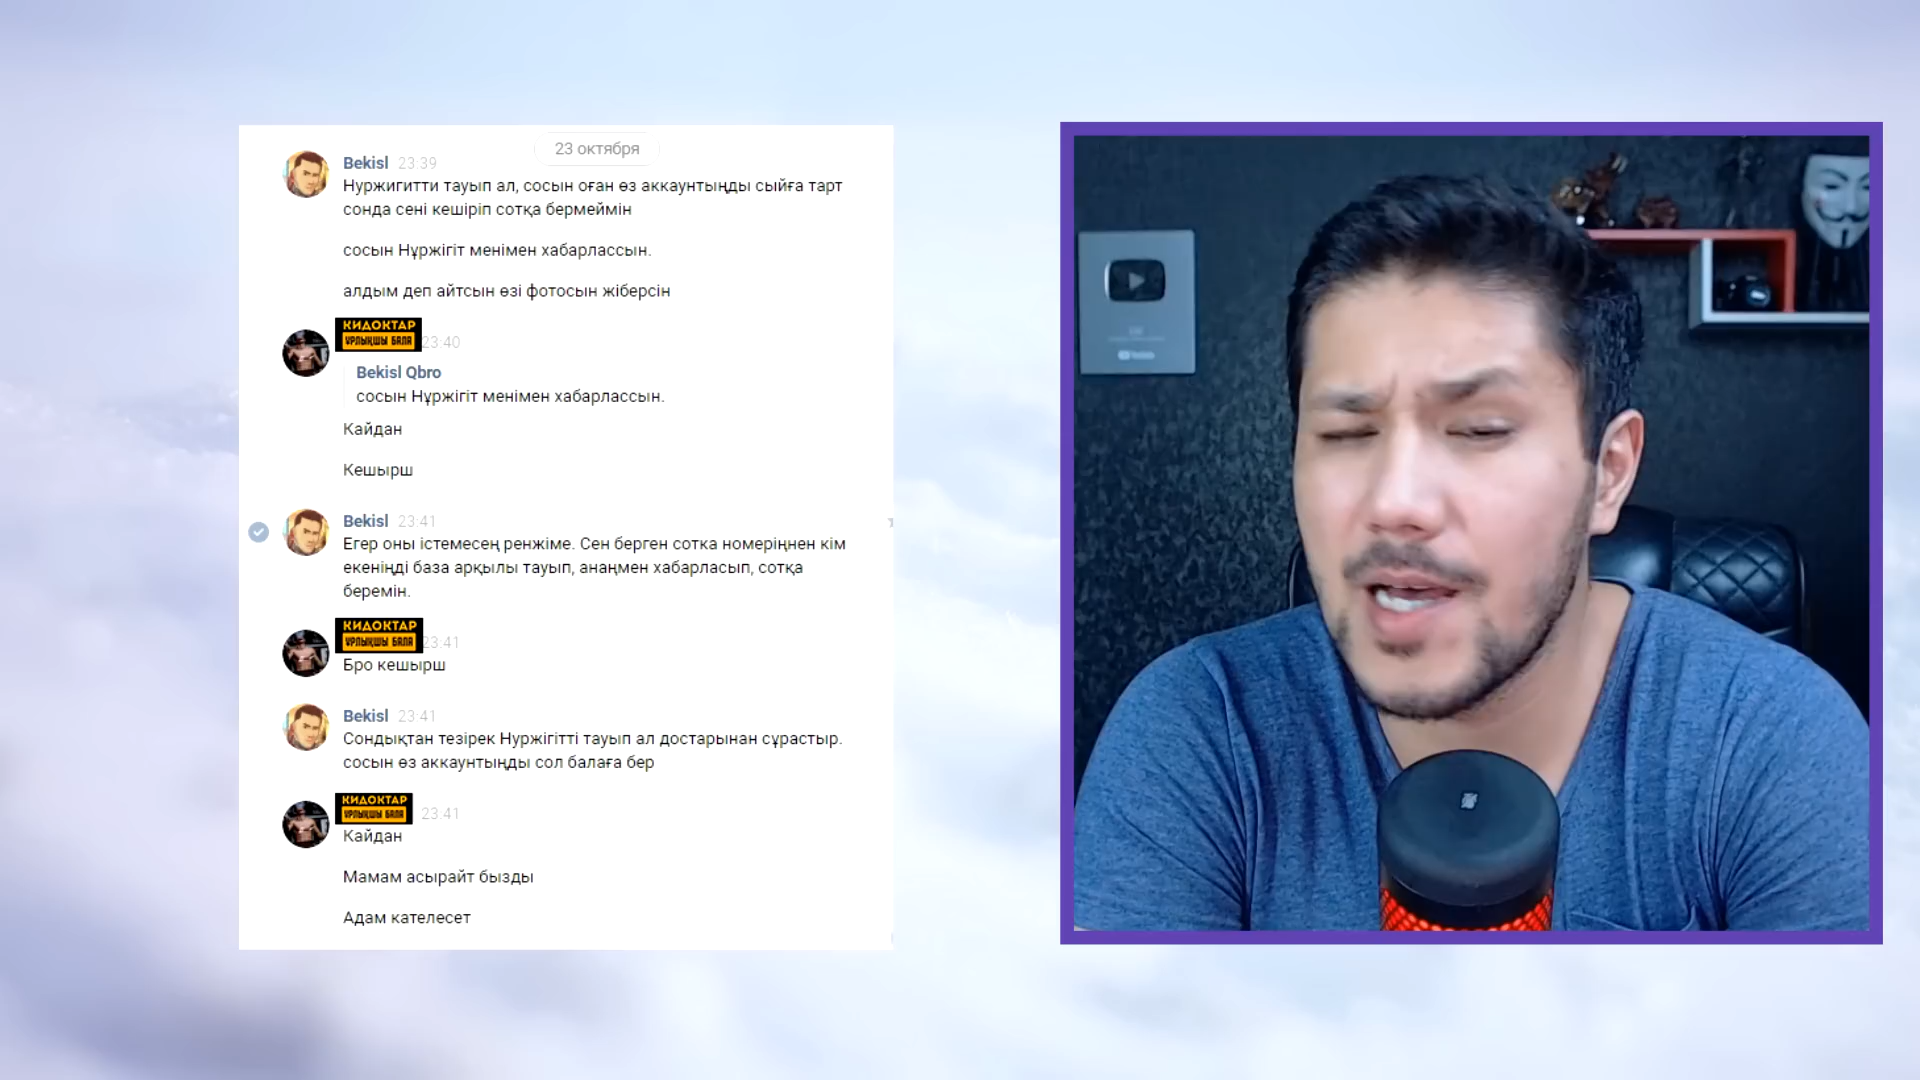 23 октября
Bekisl 23:39
Нуржигитти тауып ал, сосын оған өз аккаунтыңды сыйға тарт
сонда сені кешіріп сотқа бермеймін
сосын Нұржігіт менімен хабарлассын.
алдым деп айтсын өзі фотосын жіберсін
КИДОКТАР
ҰРЛЫҚШЫ БАЛА
23:40
Bekisl Qbro
сосын Нұржігіт менімен хабарлассын.
Кайдан
Кешырш
Bekisl 23:41
Егер оны істемесең ренжіме. Сен берген сотка номеріңнен кім
екеніңді база арқылы тауып, анаңмен хабарласып, сотқа
беремін.
КИДОКТАР
ҰРЛЫҚШЫ БАЛА
23:41
Бро кешырш
Bekisl 23:41
Сондықтан тезірек Нуржігітті тауып ал достарынан сұрастыр.
сосын өз аккаунтыңды сол балаға бер
КИДОКТАР
ҰРЛЫҚШЫ БАЛА
23:41
Кайдан
Мамам асырайт бызды
Адам кателесет